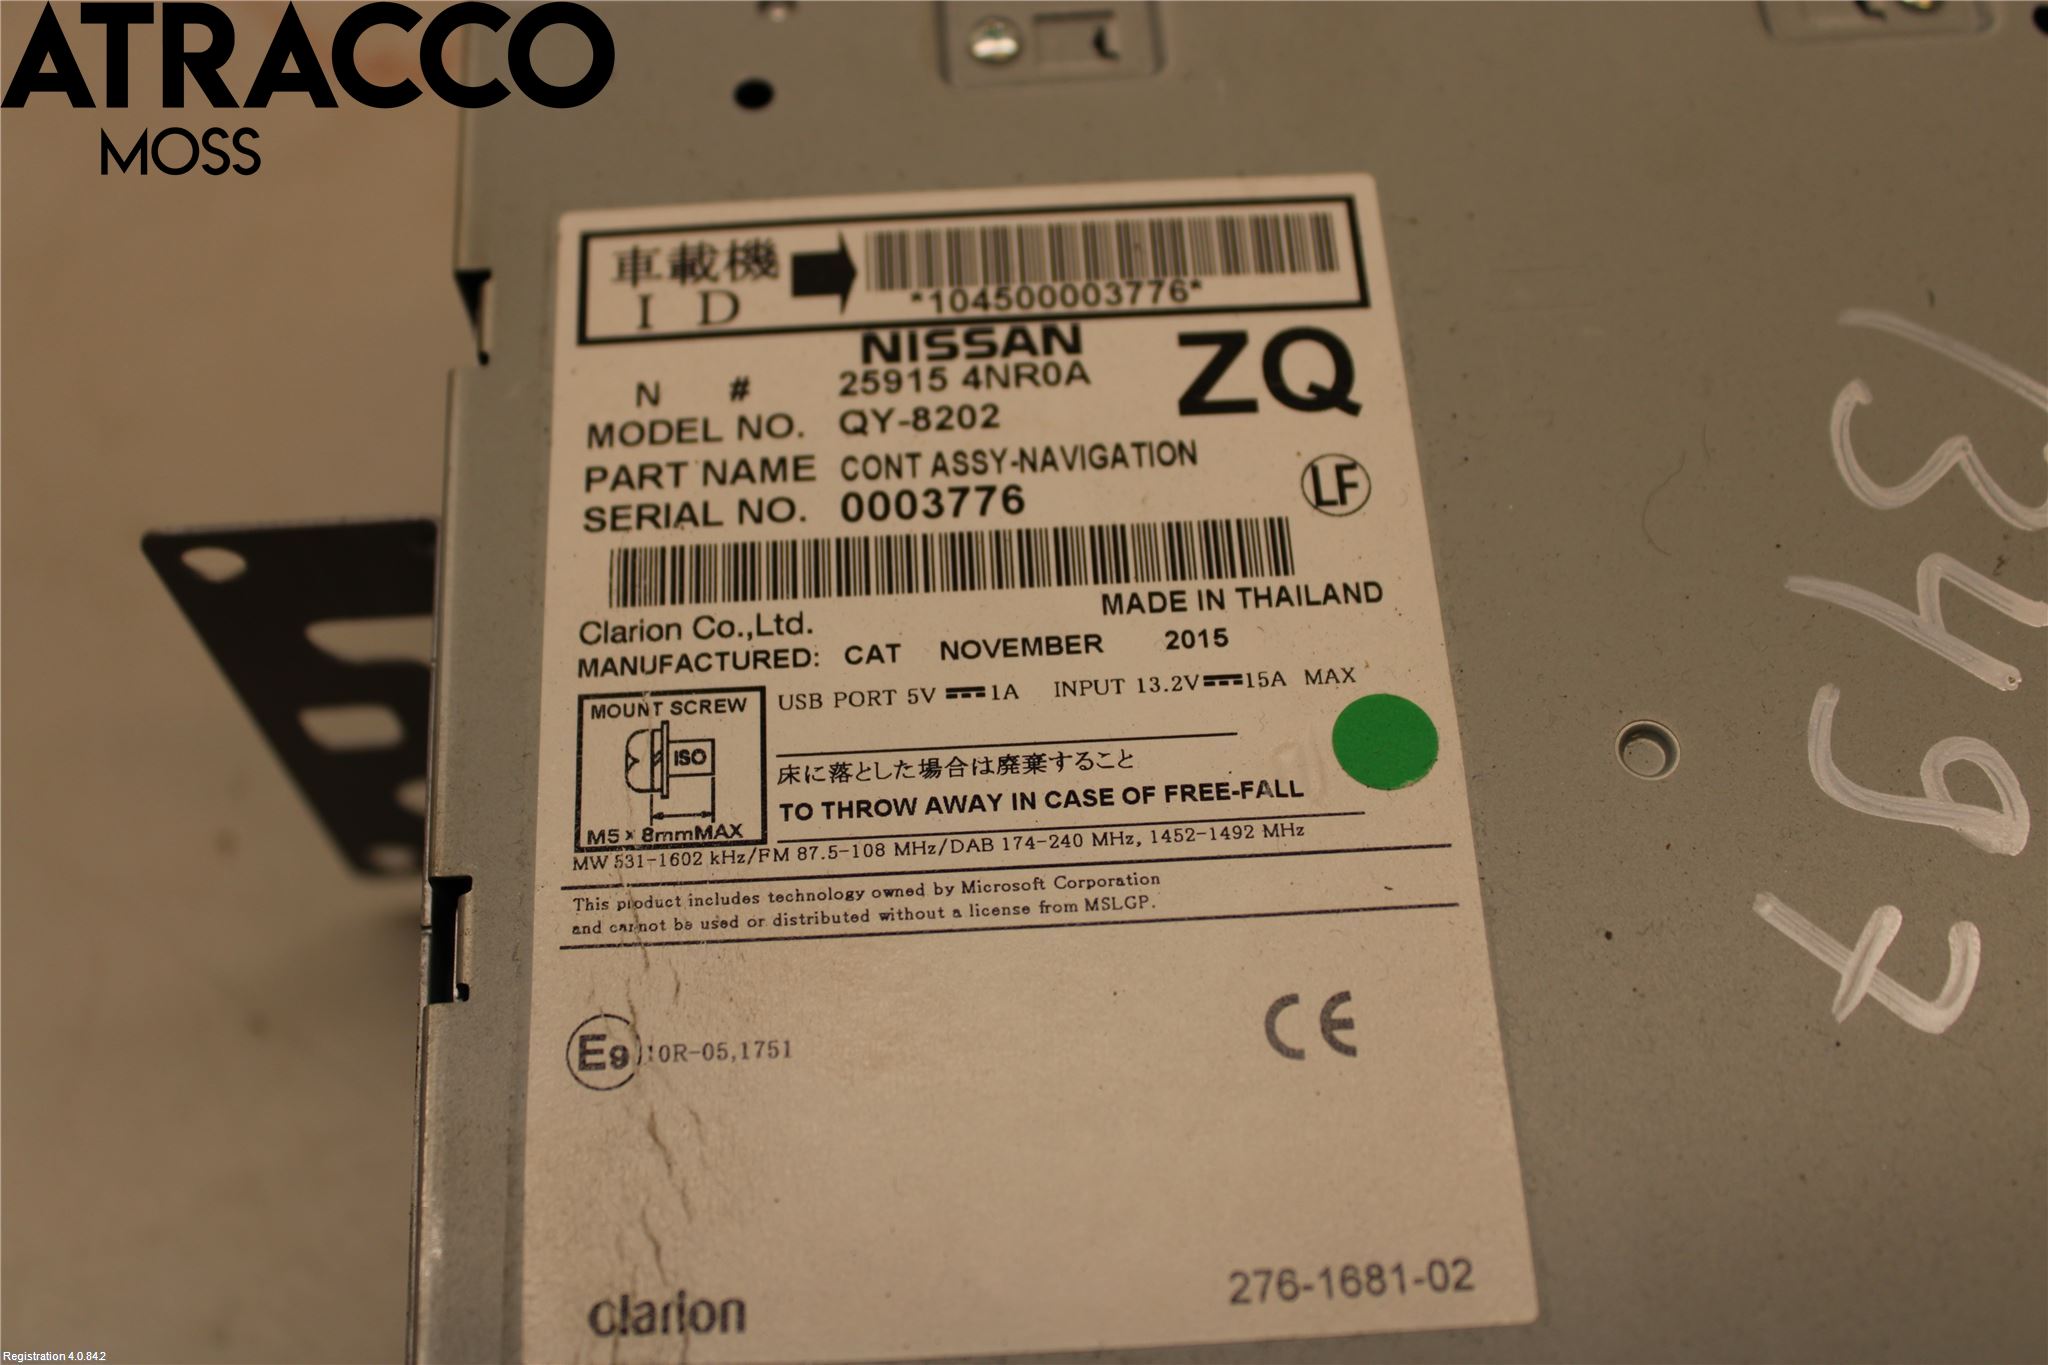 ATRACCO
MOSS
車載機
ID
*104500003776*
NISSAN
ZQ
N # 25915 4NR0A
MODEL NO. QY-8202
PART NAME CONT ASSY-NAVIGATION
SERIAL NO. 0003776
LF
MADE IN THAILAND
Clarion Co.,Ltd.
MANUFACTURED: CAT NOVEMBER 2015
USB PORT 5V 1A INPUT 13.2V 15A MAX
MOUNT SCREW
ISO
M5 x 8mmMAX
床に落とした場合は廃棄すること
TO THROW AWAY IN CASE OF FREE-FALL
MW 531-1602 kHz/FM 87.5-108 MHz/DAB 174-240 MHz, 1452-1492 MHz
This product includes technology owned by Microsoft Corporation
and cannot be used or distributed without a license from MSLGP.
E9 10R-05,1751
CE
clarion
276-1681-02
Registration 4.0.84.2